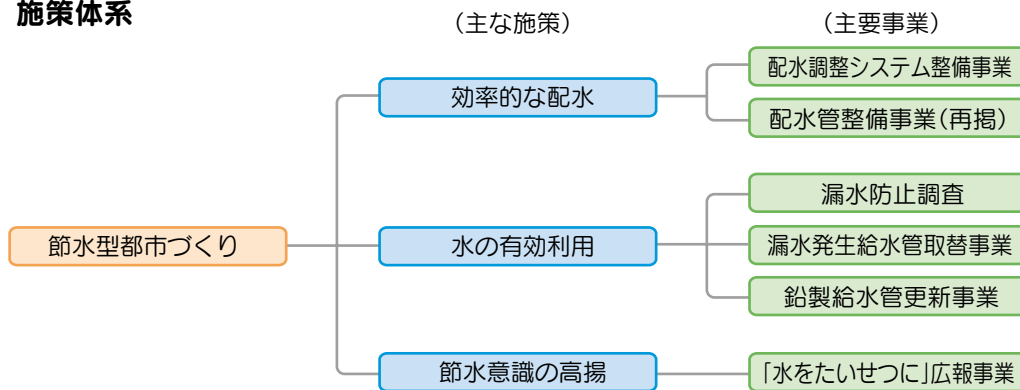 施策体系
（主な施策）
（主要事業）
節水型都市づくり
効率的な配水
配水調整システム整備事業
配水管整備事業（再掲）
水の有効利用
漏水防止調査
漏水発生給水管取替事業
鉛製給水管更新事業
節水意識の高揚
「水をたいせつに」広報事業